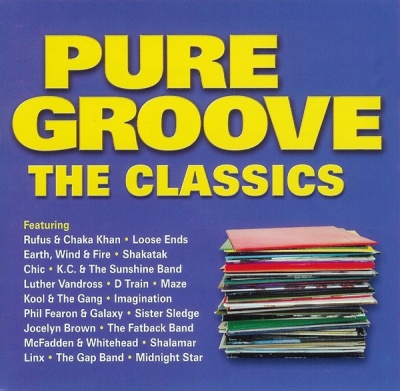 PURE
GROOVE
THE CLASSICS
Featuring
Rufus & Chaka Khan • Loose Ends
Earth, Wind & Fire • Shakatak
Chic • K.C. & The Sunshine Band
Luther Vandross • D Train • Maze
Kool & The Gang • Imagination
Phil Fearon & Galaxy • Sister Sledge
Jocelyn Brown • The Fatback Band
McFadden & Whitehead • Shalamar
Linx • The Gap Band • Midnight Star